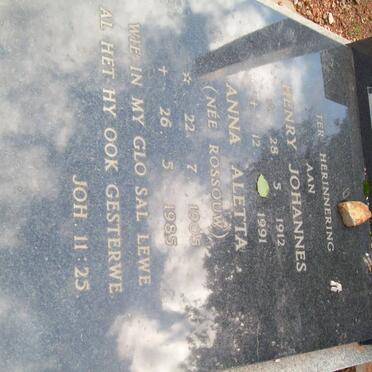 TER HERINNERING
AAN
HENRY JOHANNES
☆ 28 . 5 . 1912
✝ 12 1991
ANNA ALETTA
(NÉE ROSSOUW)
☆ 22 . 7 . 1905
✝ 26 . 5 . 1985
WIE IN MY GLO SAL LEWE
AL HET HY OOK GESTERWE
JOH. 11 : 25.